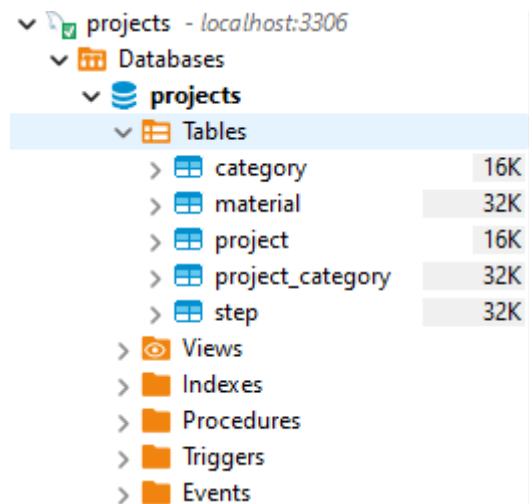 projects - localhost:3306
Databases
projects
Tables
category 16K
material 32K
project 16K
project_category 32K
step 32K
Views
Indexes
Procedures
Triggers
Events